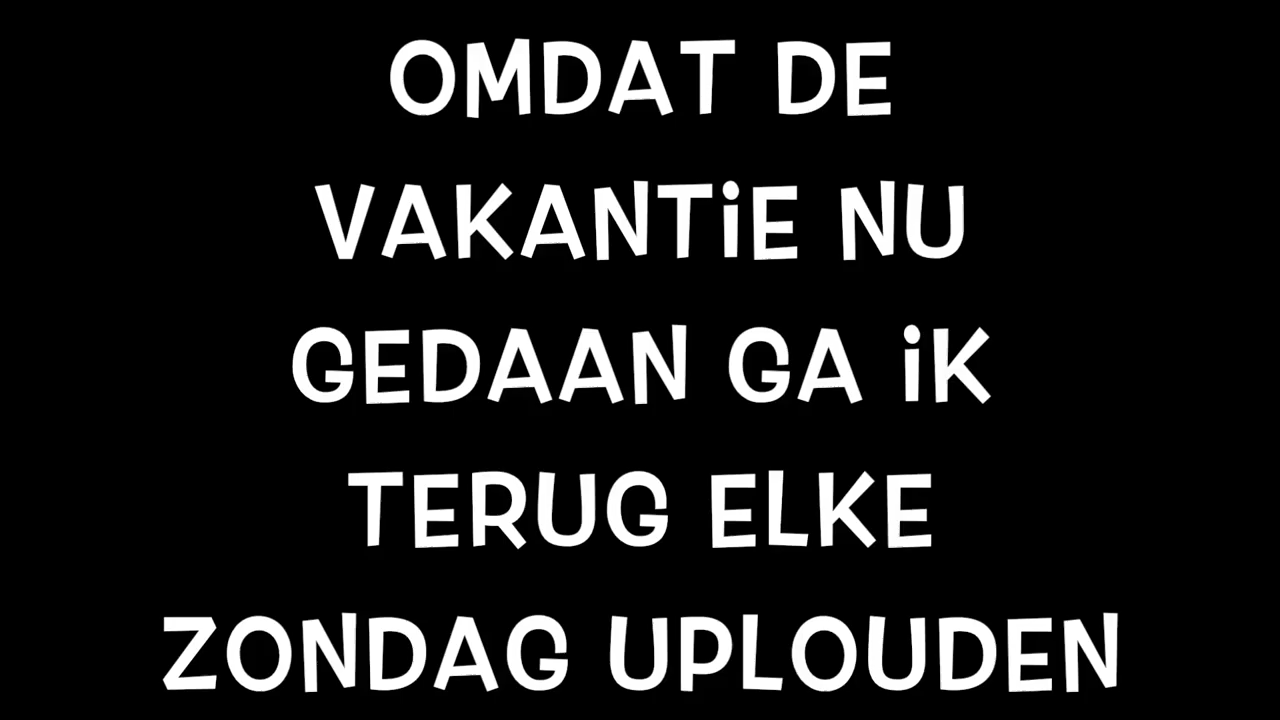 OMDAT DE
VAKANTiE NU
GEDAAN GA iK
TERUG ELKE
ZONDAG UPLOUDEN